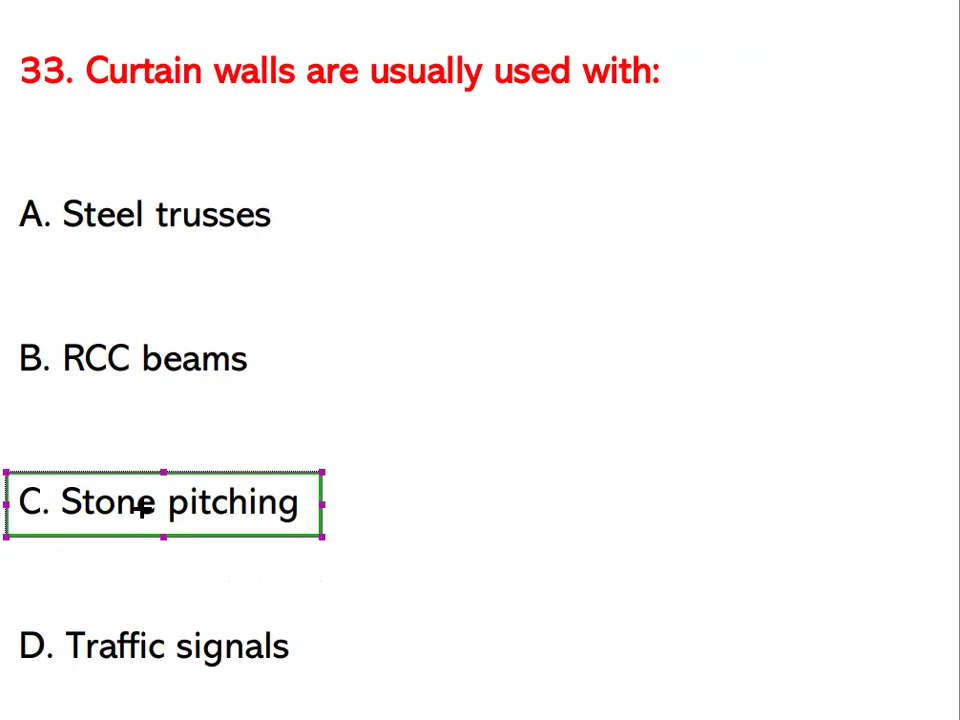 33. Curtain walls are usually used with:
A. Steel trusses
B. RCC beams
C. Stone pitching
D. Traffic signals